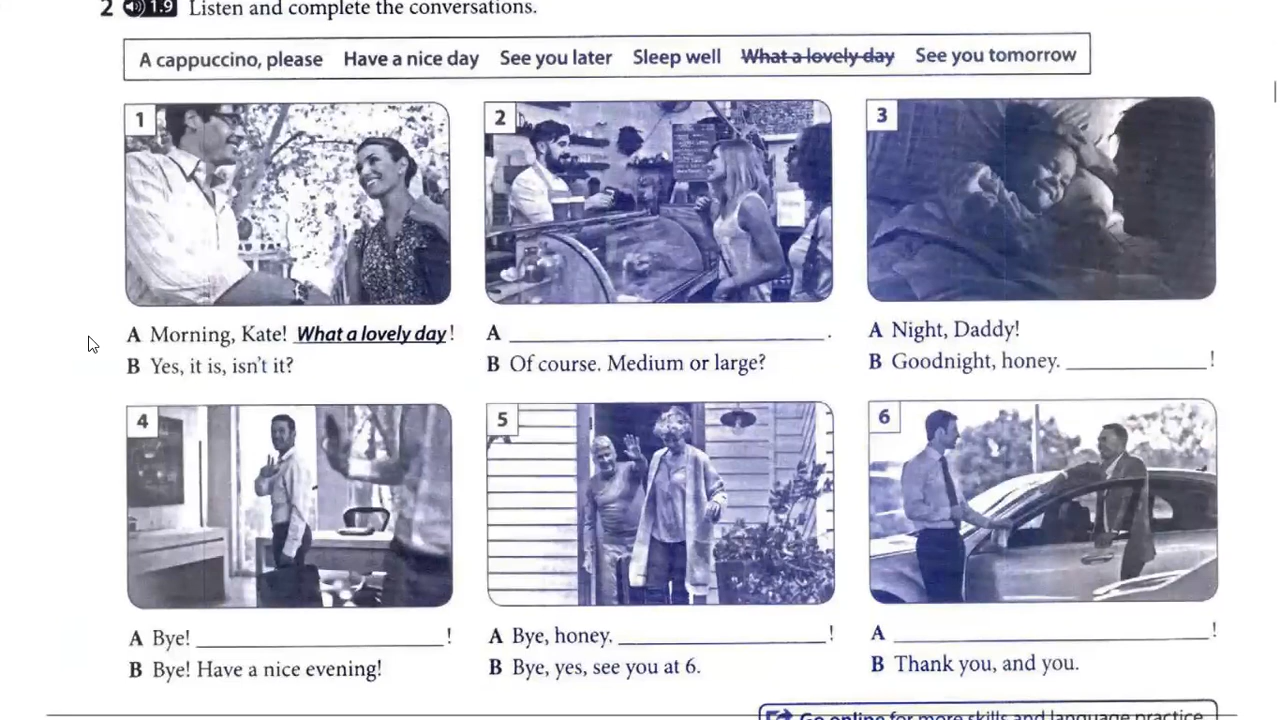 2 1.9 Listen and complete the conversations.
A cappuccino, please Have a nice day See you later Sleep well What a lovely day See you tomorrow
1
2
3
A Morning, Kate! What a lovely day!
B Yes, it is, isn't it?
A ____________________.
B Of course. Medium or large?
A Night, Daddy!
B Goodnight, honey. ____________!
4
5
6
A Bye! ____________________!
B Bye! Have a nice evening!
A Bye, honey. ________________!
B Bye, yes, see you at 6.
A ____________________!
B Thank you, and you.
Go online for more skills and language practice